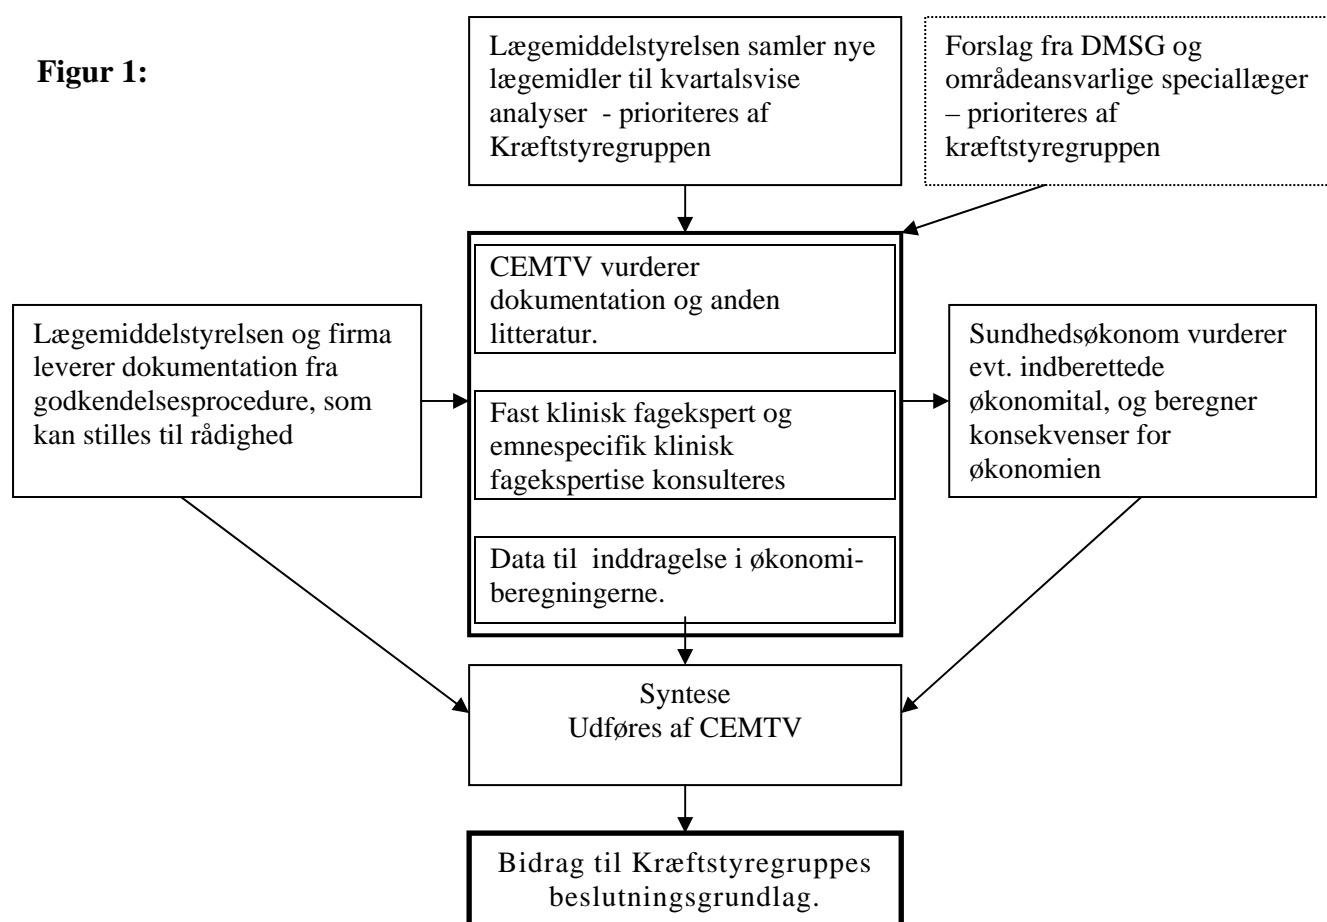 Figur 1:
Lægemiddelstyrelsen samler nye
lægemidler til kvartalsvise
analyser  - prioriteres af
Kræftstyregruppen
Forslag fra DMSG og
områdeansvarlige speciallæger
– prioriteres af
kræftstyregruppen
CEMTV vurderer
dokumentation og anden
litteratur.
Lægemiddelstyrelsen og firma
leverer dokumentation fra
godkendelsesprocedure, som
kan stilles til rådighed
Fast klinisk fagekspert og
emnespecifik klinisk
fagekspertise konsulteres
Sundhedsøkonom vurderer
evt. indberettede
økonomital, og beregner
konsekvenser for
økonomien
Data til  inddragelse i økonomi-
beregningerne.
Syntese
Udføres af CEMTV
Bidrag til Kræftstyregruppes
beslutningsgrundlag.